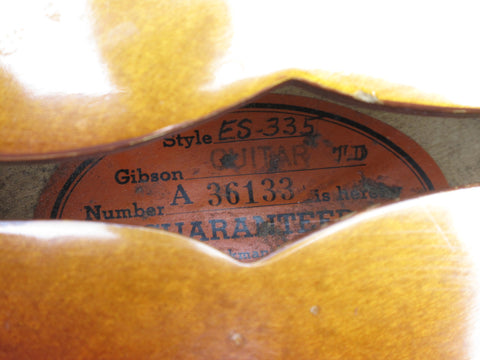 Style ES-335
GUITAR TD
Gibson
Number A 36133 is hereby
GUARANTEED